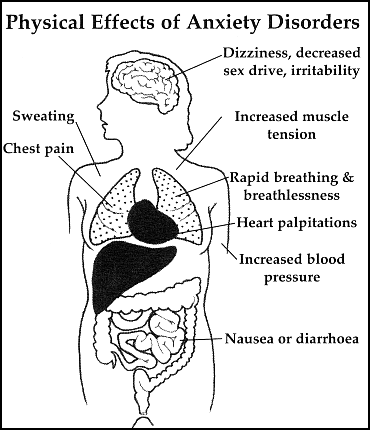 Physical Effects of Anxiety Disorders
Dizziness, decreased
sex drive, irritability
Sweating
Increased muscle
tension
Chest pain
Rapid breathing &
breathlessness
Heart palpitations
Increased blood
pressure
Nausea or diarrhoea